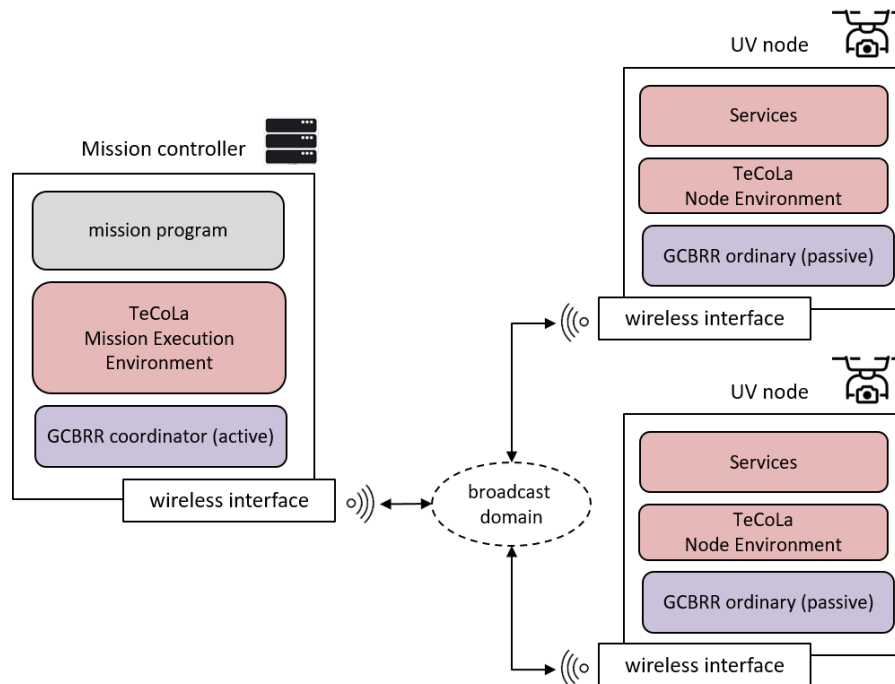 UV node
Services
TeCoLa
Node Environment
GCBRR ordinary (passive)
wireless interface
Mission controller
mission program
TeCoLa
Mission Execution
Environment
GCBRR coordinator (active)
wireless interface
broadcast
domain
UV node
Services
TeCoLa
Node Environment
GCBRR ordinary (passive)
wireless interface